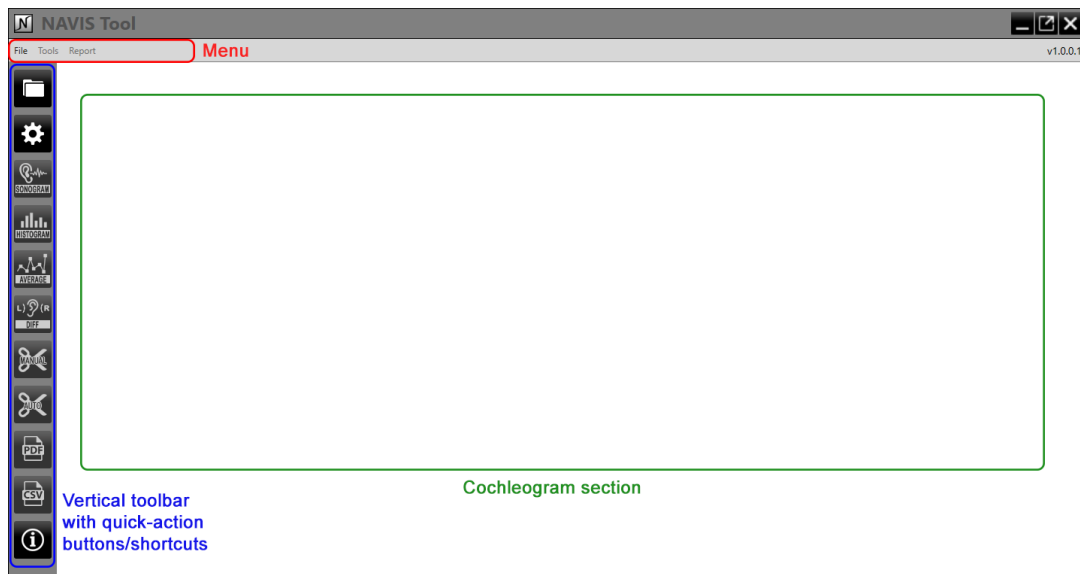 N NAVIS Tool
File Tools Report Menu v1.0.0.1
SONOGRAM
HISTOGRAM
AVERAGE
L) (R
DIFF
MANUAL
AUTO
PDF
CSV
Cochleogram section
Vertical toolbar
with quick-action
buttons/shortcuts
i